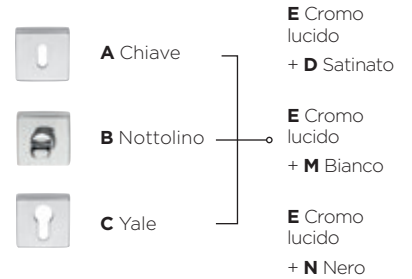 A Chiave
B Nottolino
C Yale
E Cromo
lucido
+ D Satinato
E Cromo
lucido
+ M Bianco
E Cromo
lucido
+ N Nero